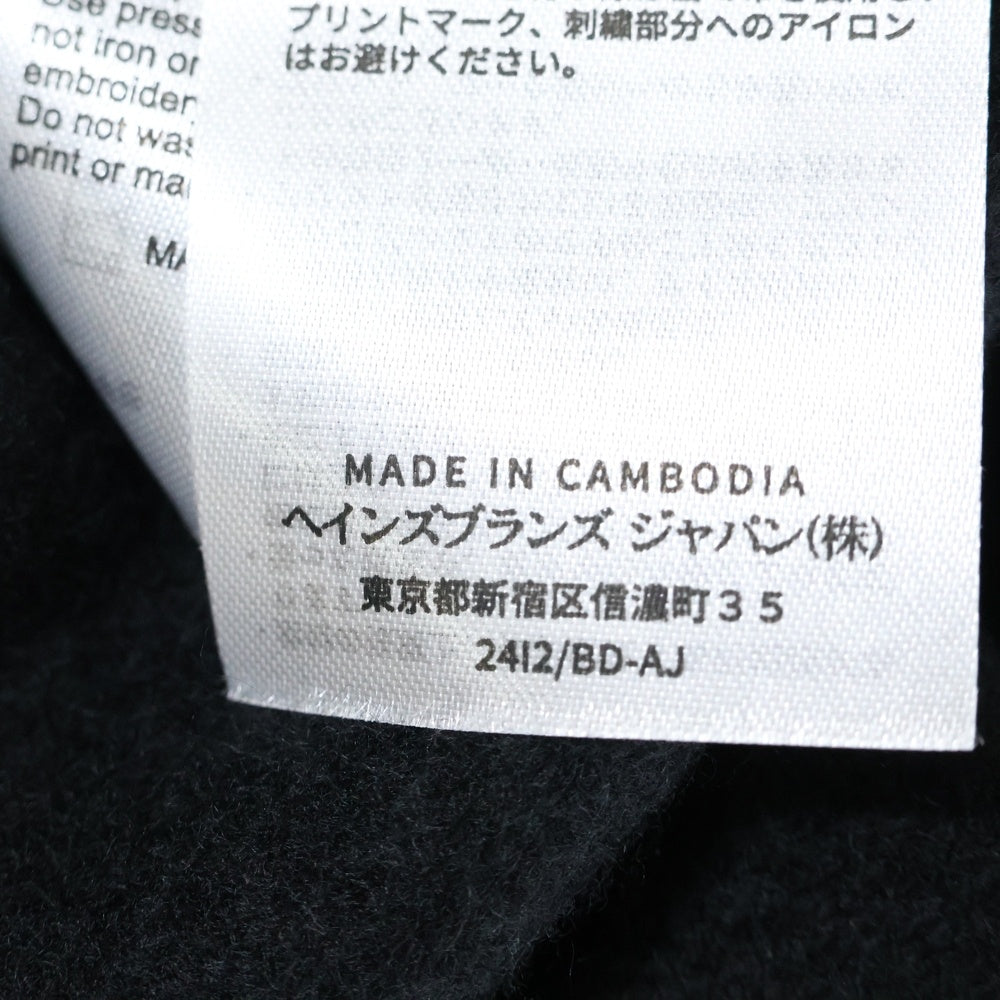 Use press
not iron or
embroider
Do not was
print or ma
MA
プリントマーク、刺繍部分へのアイロン
はお避けください。
MADE IN CAMBODIA
ヘインズブランズ ジャパン(株)
東京都新宿区信濃町35
2412/BD-AJ